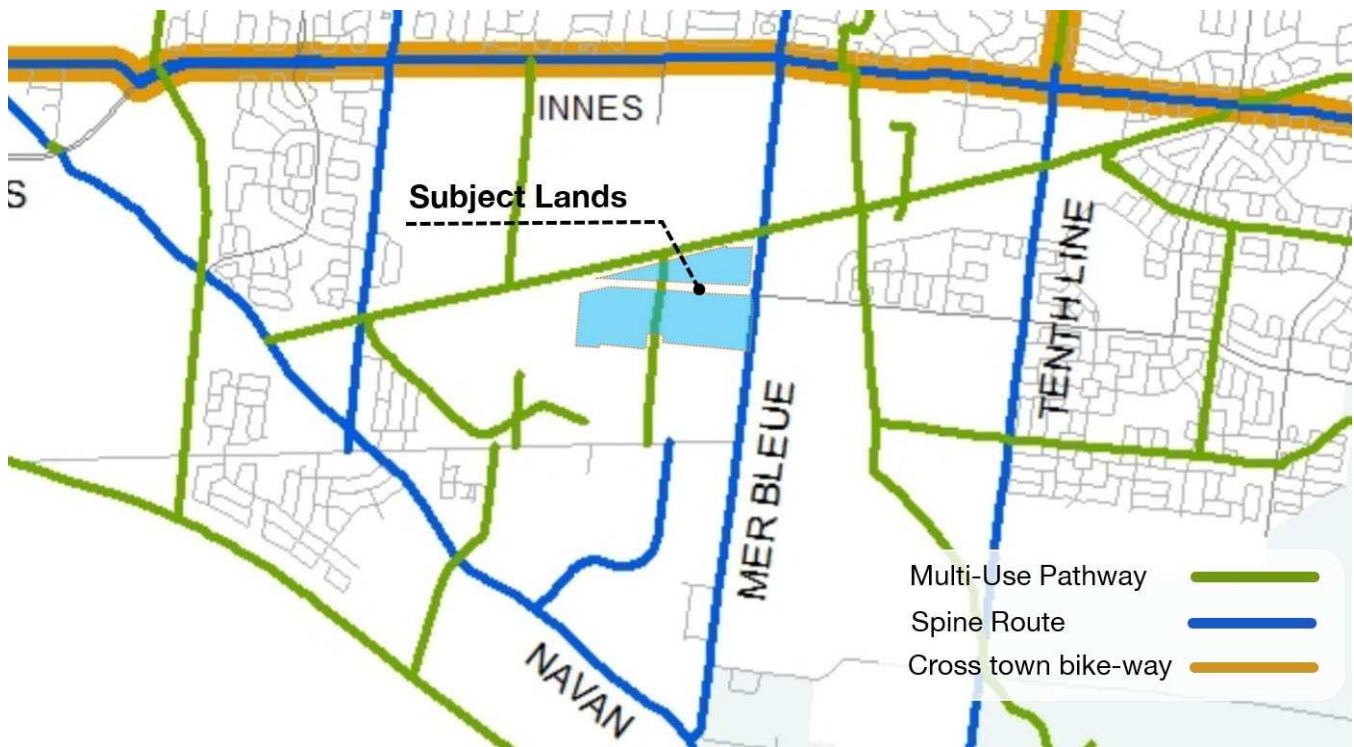 INNES
S
Subject Lands
TENTH LINE
MER BLEUE
NAVAN
Multi-Use Pathway
Spine Route
Cross town bike-way